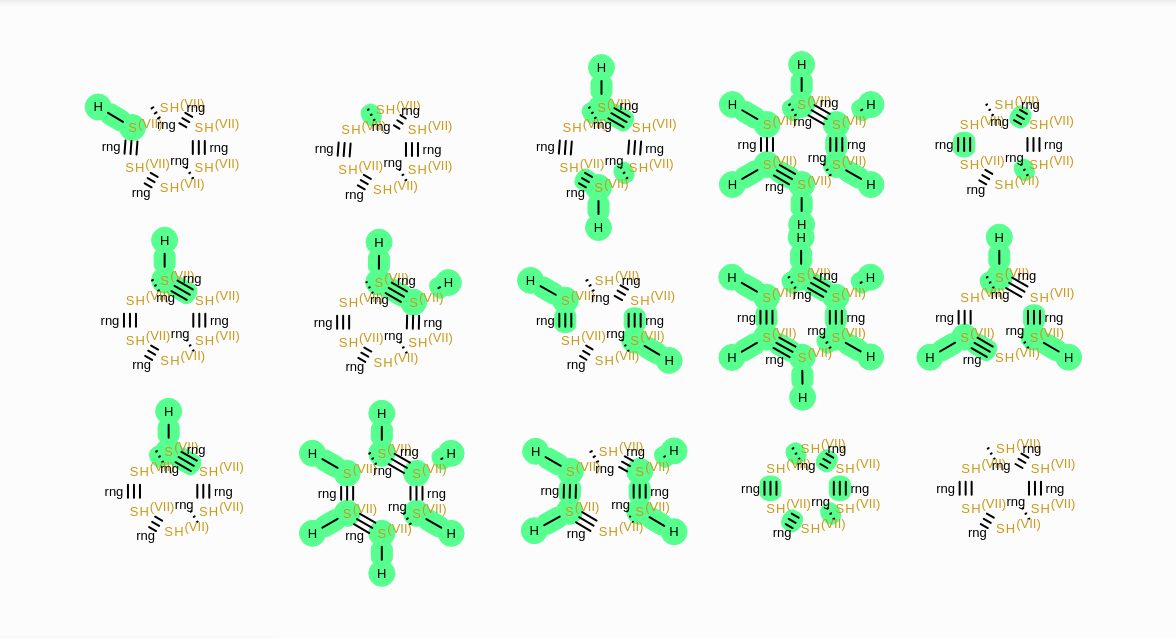 H SH(VII) rng
S(VII) rng SH(VII)
rng rng
SH(VII) rng SH(VII)
rng SH(VII)
SH(VII) rng
SH(VII) rng SH(VII)
rng rng
SH(VII) rng SH(VII)
rng SH(VII)
H
S(VII) rng
SH(VII) rng SH(VII)
rng rng
SH(VII) rng SH(VII)
rng S(VII)
H
H
H S(VII) rng H
S(VII) rng S(VII)
rng rng
S(VII) rng S(VII)
H rng S(VII) H
H
SH(VII) rng
SH(VII) rng SH(VII)
rng rng
SH(VII) rng SH(VII)
rng SH(VII)
H
S(VII) rng
SH(VII) rng SH(VII)
rng rng
SH(VII) rng SH(VII)
rng SH(VII)
H
S(VII) rng H
SH(VII) rng S(VII)
rng rng
SH(VII) rng SH(VII)
rng SH(VII)
H SH(VII) rng
S(VII) rng SH(VII)
rng rng
SH(VII) rng S(VII)
rng SH(VII) H
H
H S(VII) rng H
S(VII) rng S(VII)
rng rng
S(VII) rng S(VII)
H rng S(VII) H
H
H
S(VII) rng
SH(VII) rng SH(VII)
rng rng
S(VII) rng S(VII)
H rng SH(VII) H
H
S(VII) rng
SH(VII) rng SH(VII)
rng rng
SH(VII) rng SH(VII)
rng SH(VII)
H
H S(VII) rng H
S(VII) rng S(VII)
rng rng
S(VII) rng S(VII)
H rng S(VII) H
H
H SH(VII) rng H
S(VII) rng S(VII)
rng rng
S(VII) rng S(VII)
H rng SH(VII) H
SH(VII) rng
SH(VII) rng SH(VII)
rng rng
SH(VII) rng SH(VII)
rng SH(VII)
SH(VII) rng
SH(VII) rng SH(VII)
rng rng
SH(VII) rng SH(VII)
rng SH(VII)